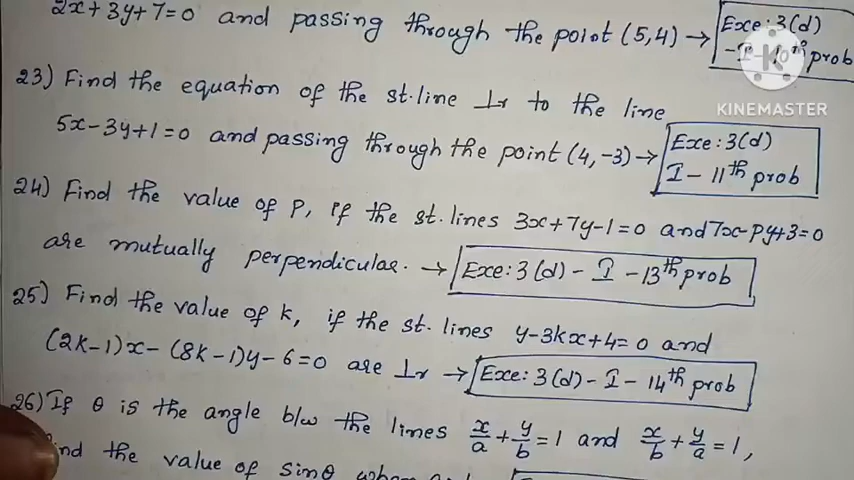 2x+3y+7=0 and passing through the point (5,4) → Exe: 3(d)
- I - 10th prob
KINEMASTER
23) Find the equation of the st.line ⊥r to the line
5x-3y+1=0 and passing through the point (4,-3) → Exe: 3(d)
I - 11th prob
24) Find the value of P, if the st. lines 3x+7y-1=0 and 7x-py+3=0
are mutually perpendicular. → Exe: 3(d) - I - 13th prob
25) Find the value of k, if the st. lines y-3kx+4=0 and
(2k-1)x-(8k-1)y-6=0 are ⊥r → Exe: 3(d) - I - 14th prob
26) If θ is the angle b/w the lines x/a + y/b = 1 and x/b + y/a = 1,
find the value of sinθ when